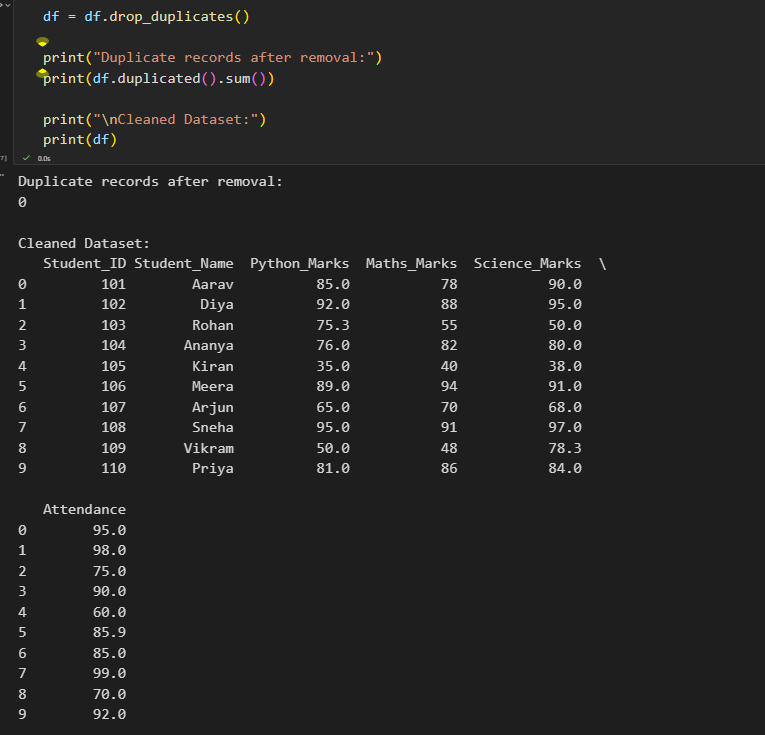 df = df.drop_duplicates()
print("Duplicate records after removal:")
print(df.duplicated().sum())
print("\nCleaned Dataset:")
print(df)
7] ✓ 0.0s
Duplicate records after removal:
0
Cleaned Dataset:
Student_ID Student_Name Python_Marks Maths_Marks Science_Marks \
0 101 Aarav 85.0 78 90.0
1 102 Diya 92.0 88 95.0
2 103 Rohan 75.3 55 50.0
3 104 Ananya 76.0 82 80.0
4 105 Kiran 35.0 40 38.0
5 106 Meera 89.0 94 91.0
6 107 Arjun 65.0 70 68.0
7 108 Sneha 95.0 91 97.0
8 109 Vikram 50.0 48 78.3
9 110 Priya 81.0 86 84.0
Attendance
0 95.0
1 98.0
2 75.0
3 90.0
4 60.0
5 85.9
6 85.0
7 99.0
8 70.0
9 92.0